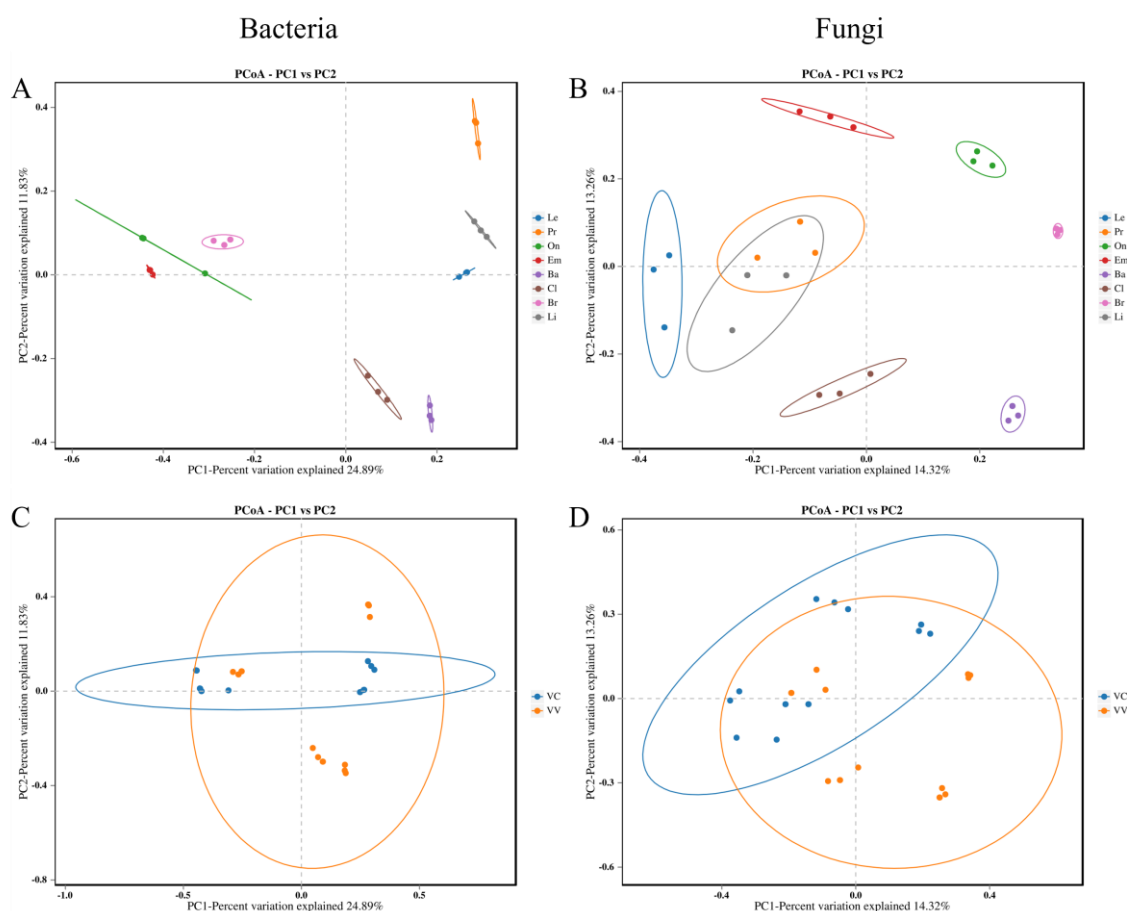 Bacteria
Fungi
A
PCoA - PC1 vs PC2
PC2-Percent variation explained 11.83%
0.4
0.2
0.0
-0.2
-0.4
-0.6
-0.4
-0.2
0.0
0.2
PC1-Percent variation explained 24.89%
Le
Pr
On
Em
Ba
Cl
Br
Li
B
PCoA - PC1 vs PC2
PC2-Percent variation explained 13.26%
0.4
0.2
0.0
-0.2
-0.4
-0.4
-0.2
0.0
0.2
PC1-Percent variation explained 14.32%
Le
Pr
On
Em
Ba
Cl
Br
Li
C
PCoA - PC1 vs PC2
PC2-Percent variation explained 11.83%
0.4
0.0
-0.4
-0.8
-1.0
-0.5
0.0
0.5
PC1-Percent variation explained 24.89%
VC
VV
D
PCoA - PC1 vs PC2
PC2-Percent variation explained 13.26%
0.6
0.3
0.0
-0.3
-0.6
-0.4
0.0
0.4
PC1-Percent variation explained 14.32%
VC
VV